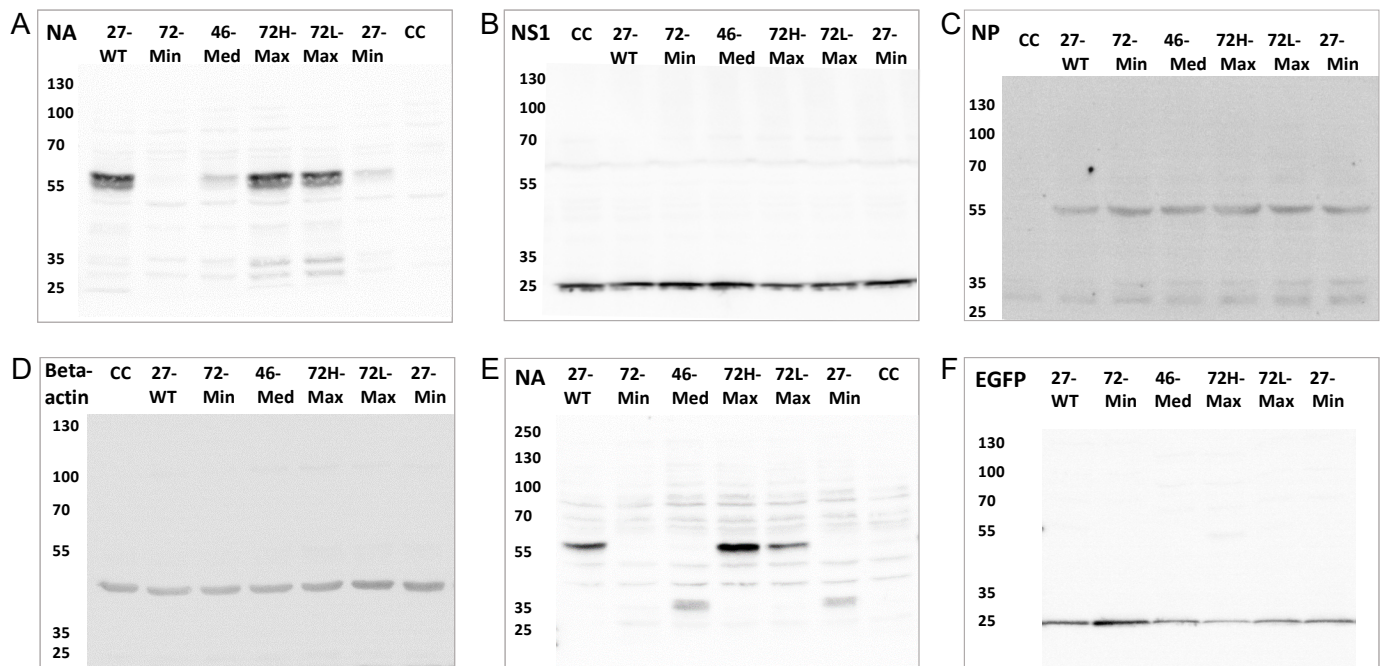 A
NA 27- 72- 46- 72H- 72L- 27- CC
WT Min Med Max Max Min
130
100
70
55
35
25
B
NS1 CC 27- 72- 46- 72H- 72L- 27-
WT Min Med Max Max Min
130
100
70
55
35
25
C
NP CC 27- 72- 46- 72H- 72L- 27-
WT Min Med Max Max Min
130
100
70
55
35
25
D
Beta- CC 27- 72- 46- 72H- 72L- 27-
actin WT Min Med Max Max Min
130
100
70
55
35
25
E
NA 27- 72- 46- 72H- 72L- 27- CC
WT Min Med Max Max Min
250
130
100
70
55
35
25
F
EGFP 27- 72- 46- 72H- 72L- 27-
WT Min Med Max Max Min
130
100
70
55
35
25